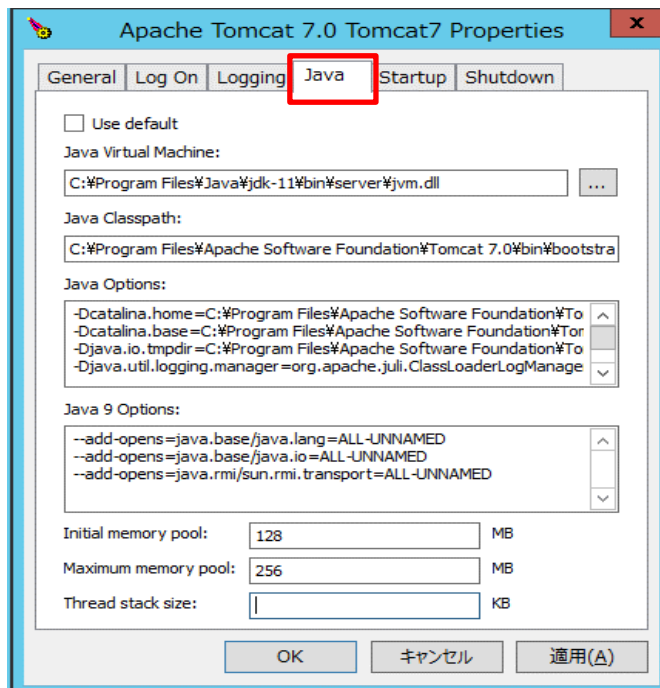 Apache Tomcat 7.0 Tomcat7 Properties
x
General Log On Logging Java Startup Shutdown
Use default
Java Virtual Machine:
C:¥Program Files¥Java¥jdk-11¥bin¥server¥jvm.dll
...
Java Classpath:
C:¥Program Files¥Apache Software Foundation¥Tomcat 7.0¥bin¥bootstra
Java Options:
-Dcatalina.home=C:¥Program Files¥Apache Software Foundation¥To
-Dcatalina.base=C:¥Program Files¥Apache Software Foundation¥Tor
-Djava.io.tmpdir=C:¥Program Files¥Apache Software Foundation¥To
-Djava.util.logging.manager=org.apache.juli.ClassLoaderLogManage
Java 9 Options:
--add-opens=java.base/java.lang=ALL-UNNAMED
--add-opens=java.base/java.io=ALL-UNNAMED
--add-opens=java.rmi/sun.rmi.transport=ALL-UNNAMED
Initial memory pool: 128 MB
Maximum memory pool: 256 MB
Thread stack size: KB
OK キャンセル 適用(A)